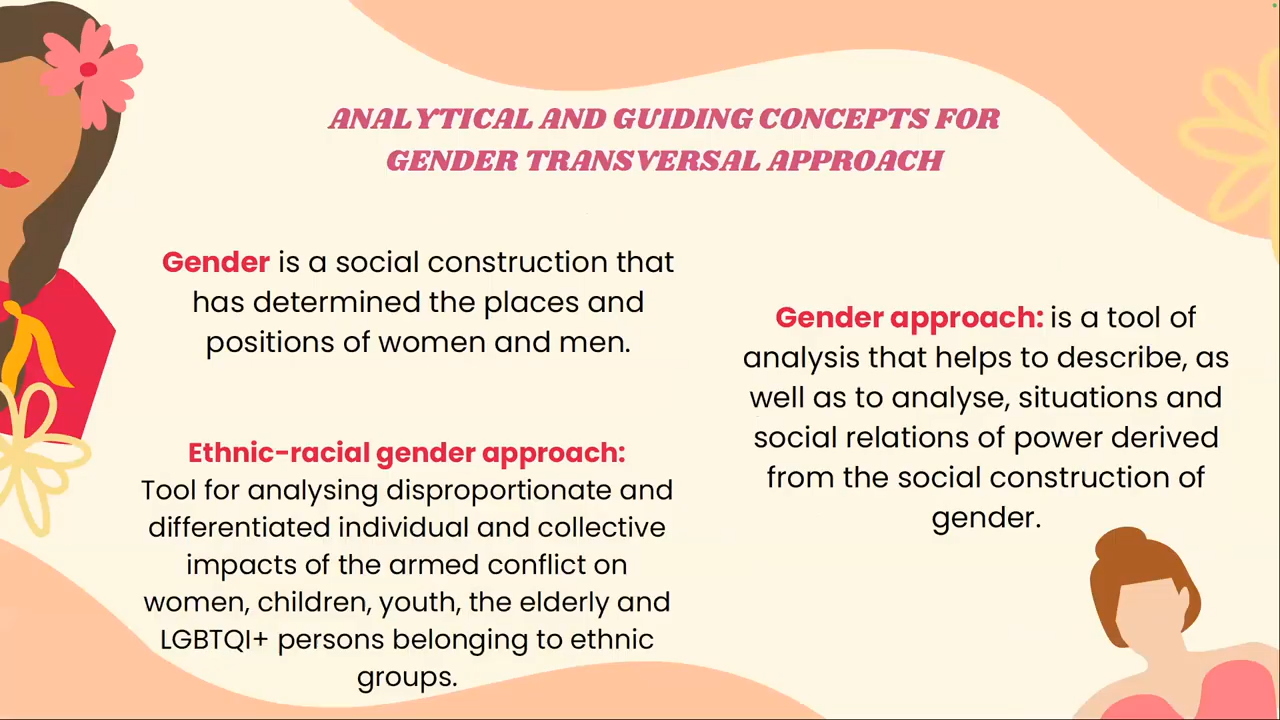 ANALYTICAL AND GUIDING CONCEPTS FOR
GENDER TRANSVERSAL APPROACH
Gender is a social construction that
has determined the places and
positions of women and men.
Ethnic-racial gender approach:
Tool for analysing disproportionate and
differentiated individual and collective
impacts of the armed conflict on
women, children, youth, the elderly and
LGBTQI+ persons belonging to ethnic
groups.
Gender approach: is a tool of
analysis that helps to describe, as
well as to analyse, situations and
social relations of power derived
from the social construction of
gender.